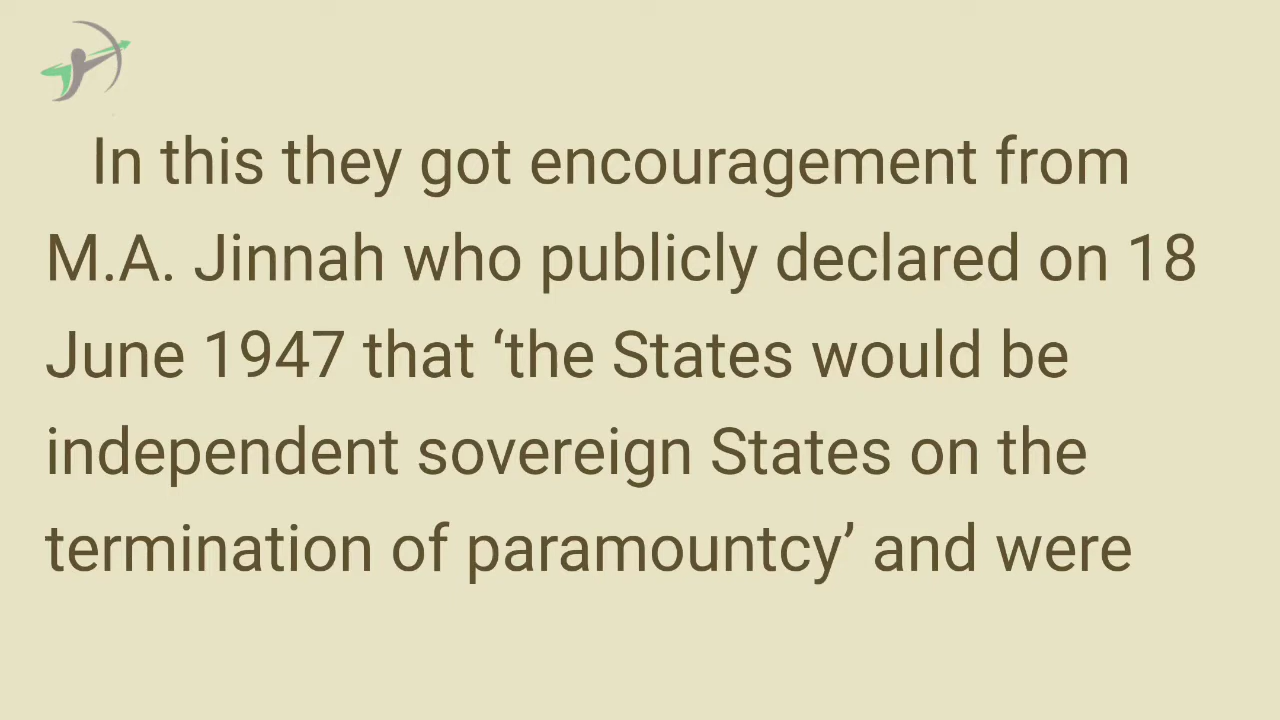 In this they got encouragement from
M.A. Jinnah who publicly declared on 18
June 1947 that ‘the States would be
independent sovereign States on the
termination of paramountcy’ and were